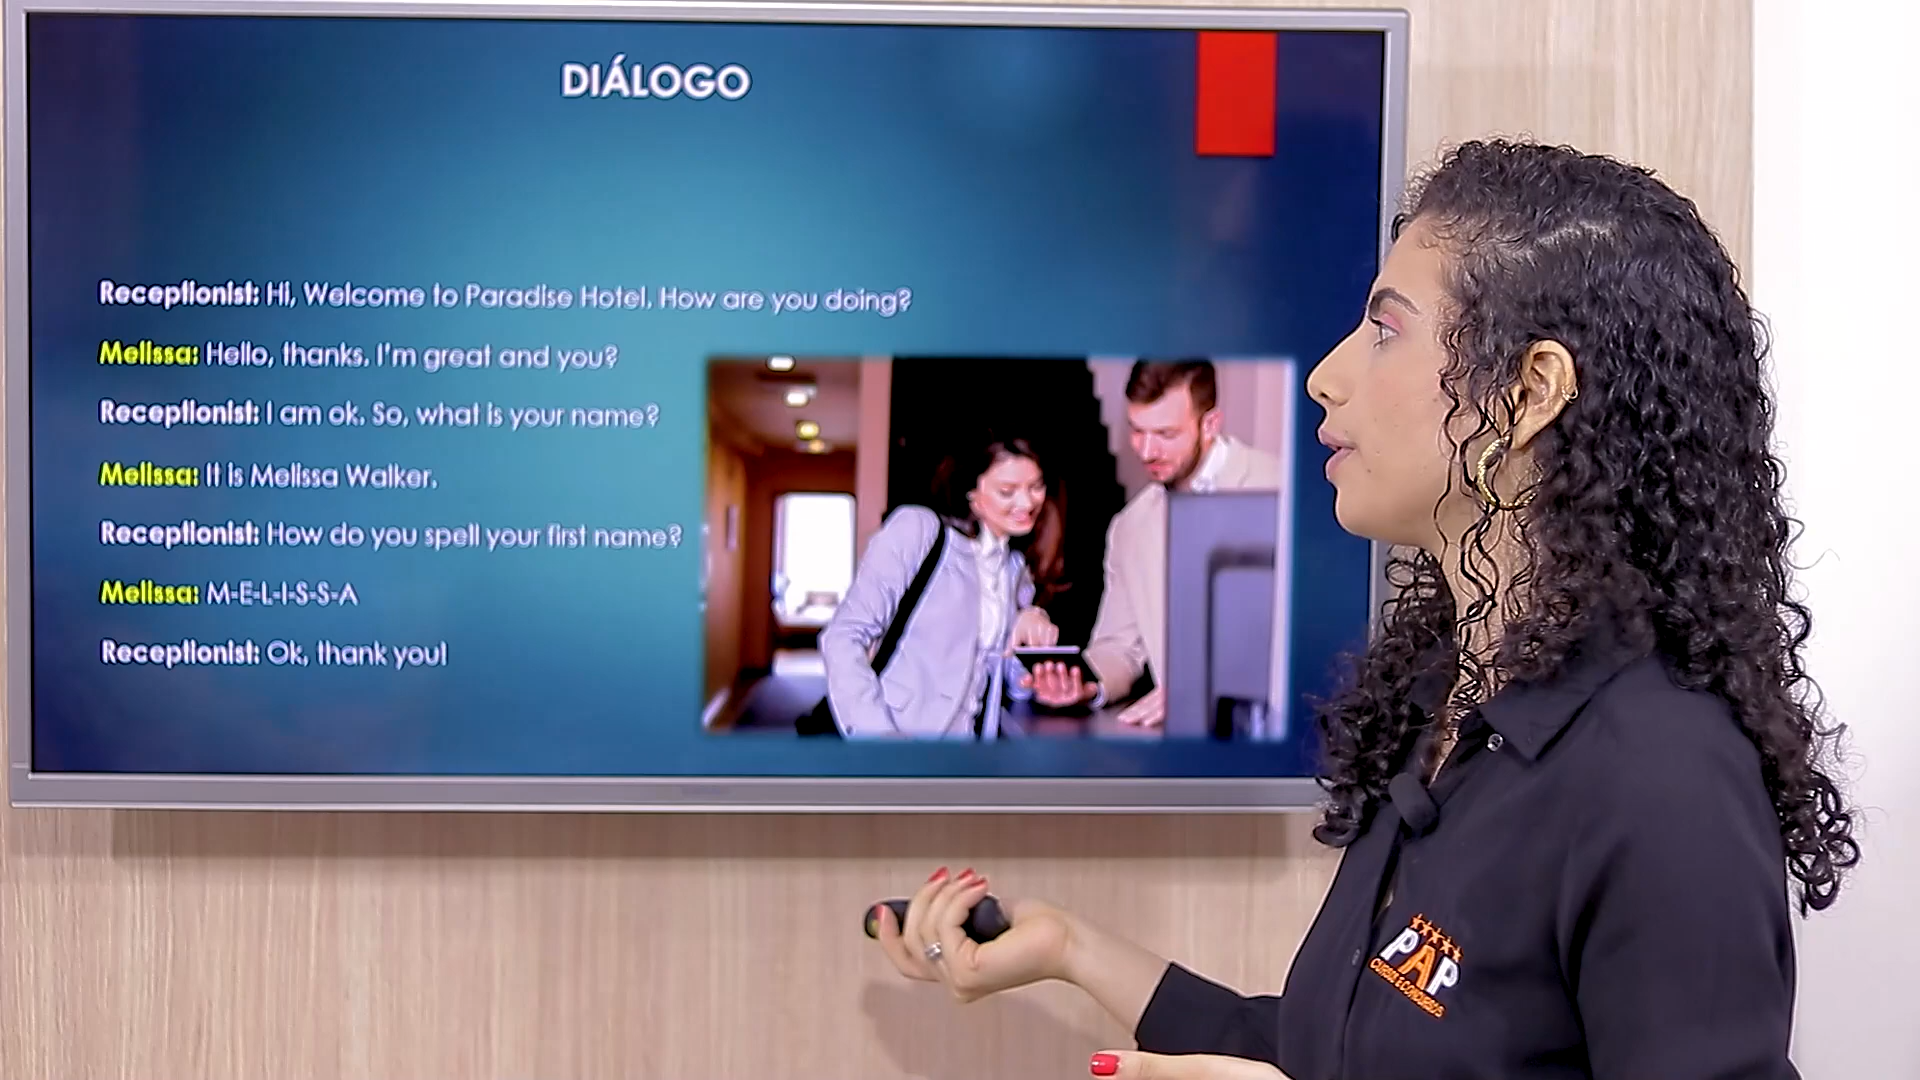 DIÁLOGO
Receptionist: Hi, Welcome to Paradise Hotel. How are you doing?
Melissa: Hello, thanks. I'm great and you?
Receptionist: I am ok. So, what is your name?
Melissa: It is Melissa Walker.
Receptionist: How do you spell your first name?
Melissa: M-E-L-I-S-S-A
Receptionist: Ok, thank you!
PAP
CURSOS E CONCURSOS